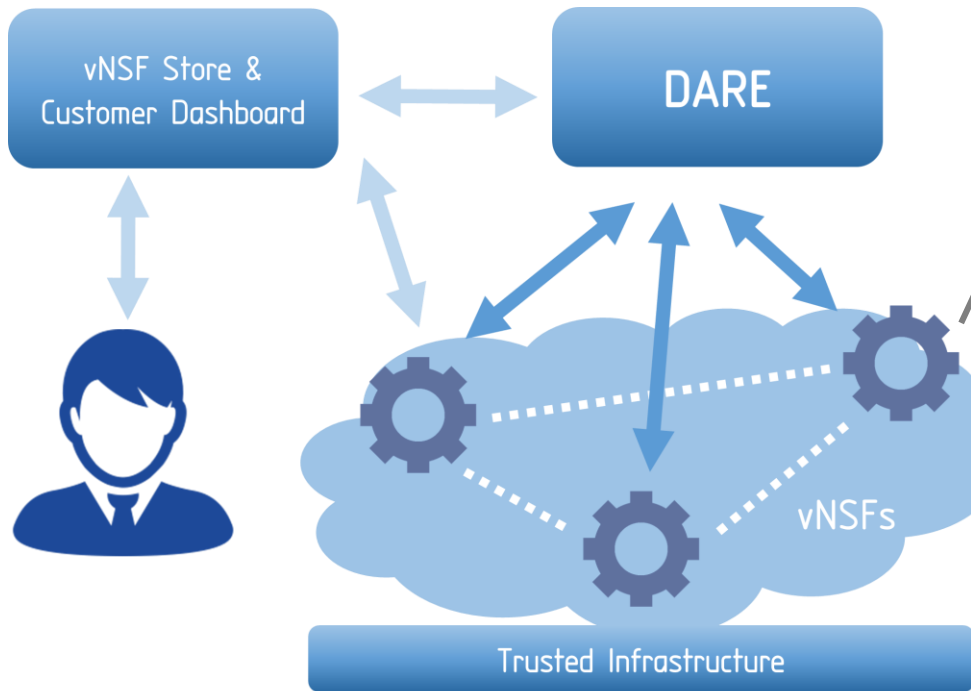 vNSF Store &
Customer Dashboard
DARE
vNSFs
Trusted Infrastructure